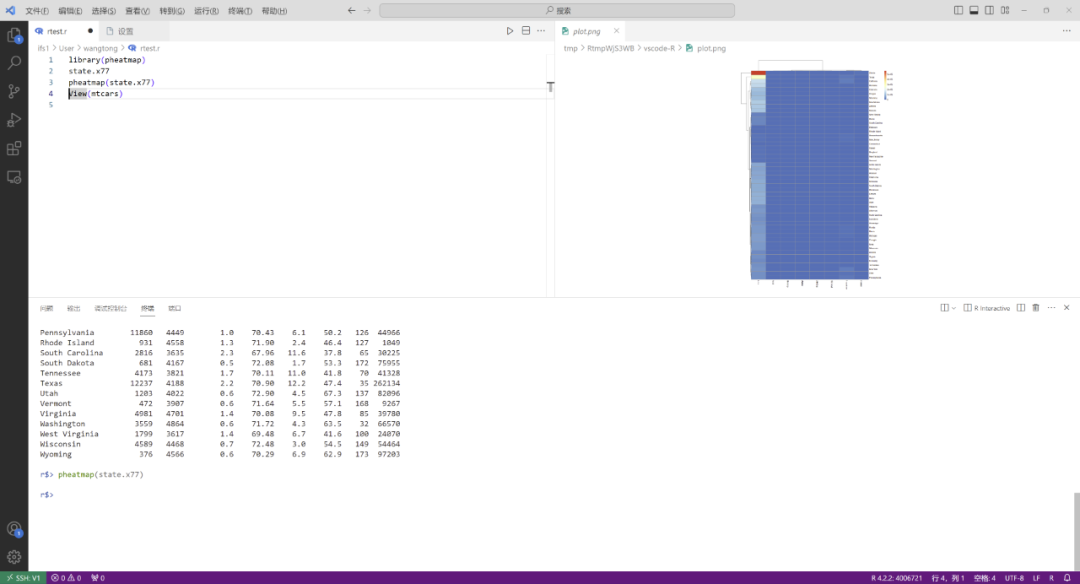 文件(F) 编辑(E) 选择(S) 查看(V) 转到(G) 运行(R) 终端(T) 帮助(H)
搜索
rtest.r
设置
plot.png
ifs1 > User > wangtong > rtest.r
tmp > RtmpWjS3WB > vscode-R > plot.png
1 library(pheatmap)
2 state.x77
3 pheatmap(state.x77)
4 View(mtcars)
5
问题 输出 调试控制台 终端 端口
R Interactive
Pennsylvania 11860 4449 1.0 70.43 6.1 50.2 126 44966
Rhode Island 931 4558 1.3 71.90 2.4 46.4 127 1049
South Carolina 2816 3635 2.3 67.96 11.6 37.8 65 30225
South Dakota 681 4167 0.5 72.08 1.7 53.3 172 75955
Tennessee 4173 3821 1.7 70.11 11.0 41.8 70 41328
Texas 12237 4188 2.2 70.90 12.2 47.4 35 262134
Utah 1203 4022 0.6 72.90 4.5 67.3 137 82096
Vermont 472 3907 0.6 71.64 5.5 57.1 168 9267
Virginia 4981 4701 1.4 70.08 9.5 47.8 85 39780
Washington 3559 4864 0.6 71.72 4.3 63.5 32 66570
West Virginia 1799 3617 1.4 69.48 6.7 41.6 100 24070
Wisconsin 4589 4468 0.7 72.48 3.0 54.5 149 54464
Wyoming 376 4566 0.6 70.29 6.9 62.9 173 97203
r$> pheatmap(state.x77)
r$>
SSH: V1 0 0 0
R 4.2.2: 4006721 行 4, 列 1 空格: 4 UTF-8 LF R